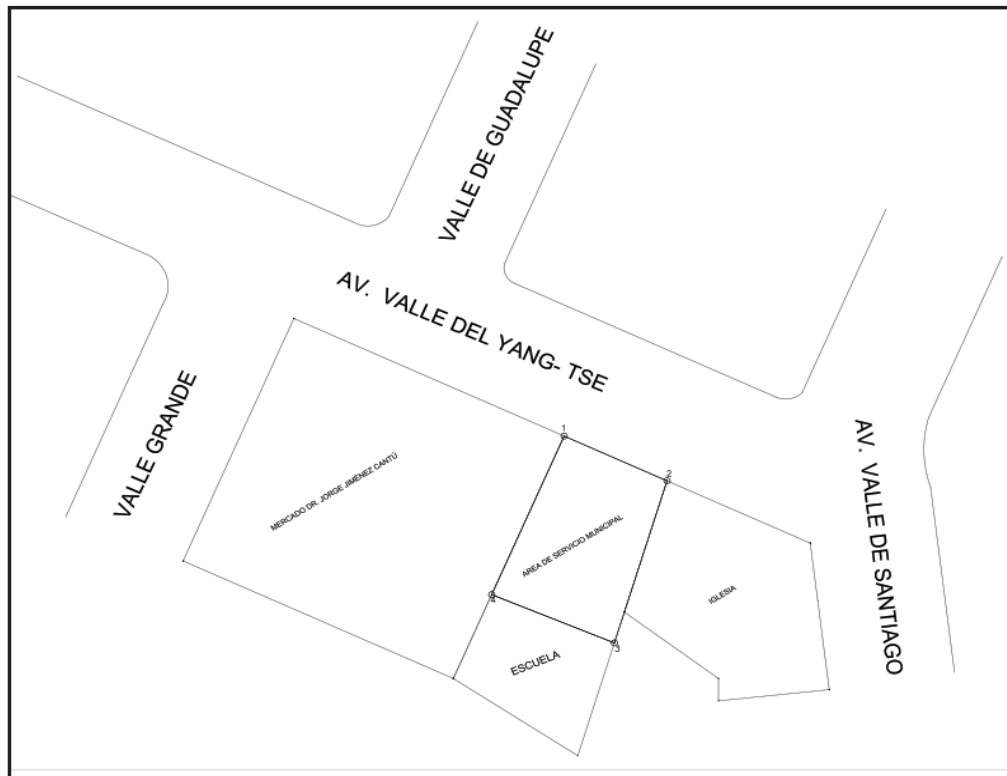 VALLE DE GUADALUPE
AV. VALLE DEL YANG- TSE
VALLE GRANDE
MERCADO DR. JORGE JIMÉNEZ CANTÚ
1
2
AREA DE SERVICIO MUNICIPAL
AV. VALLE DE SANTIAGO
IGLESIA
4
3
ESCUELA